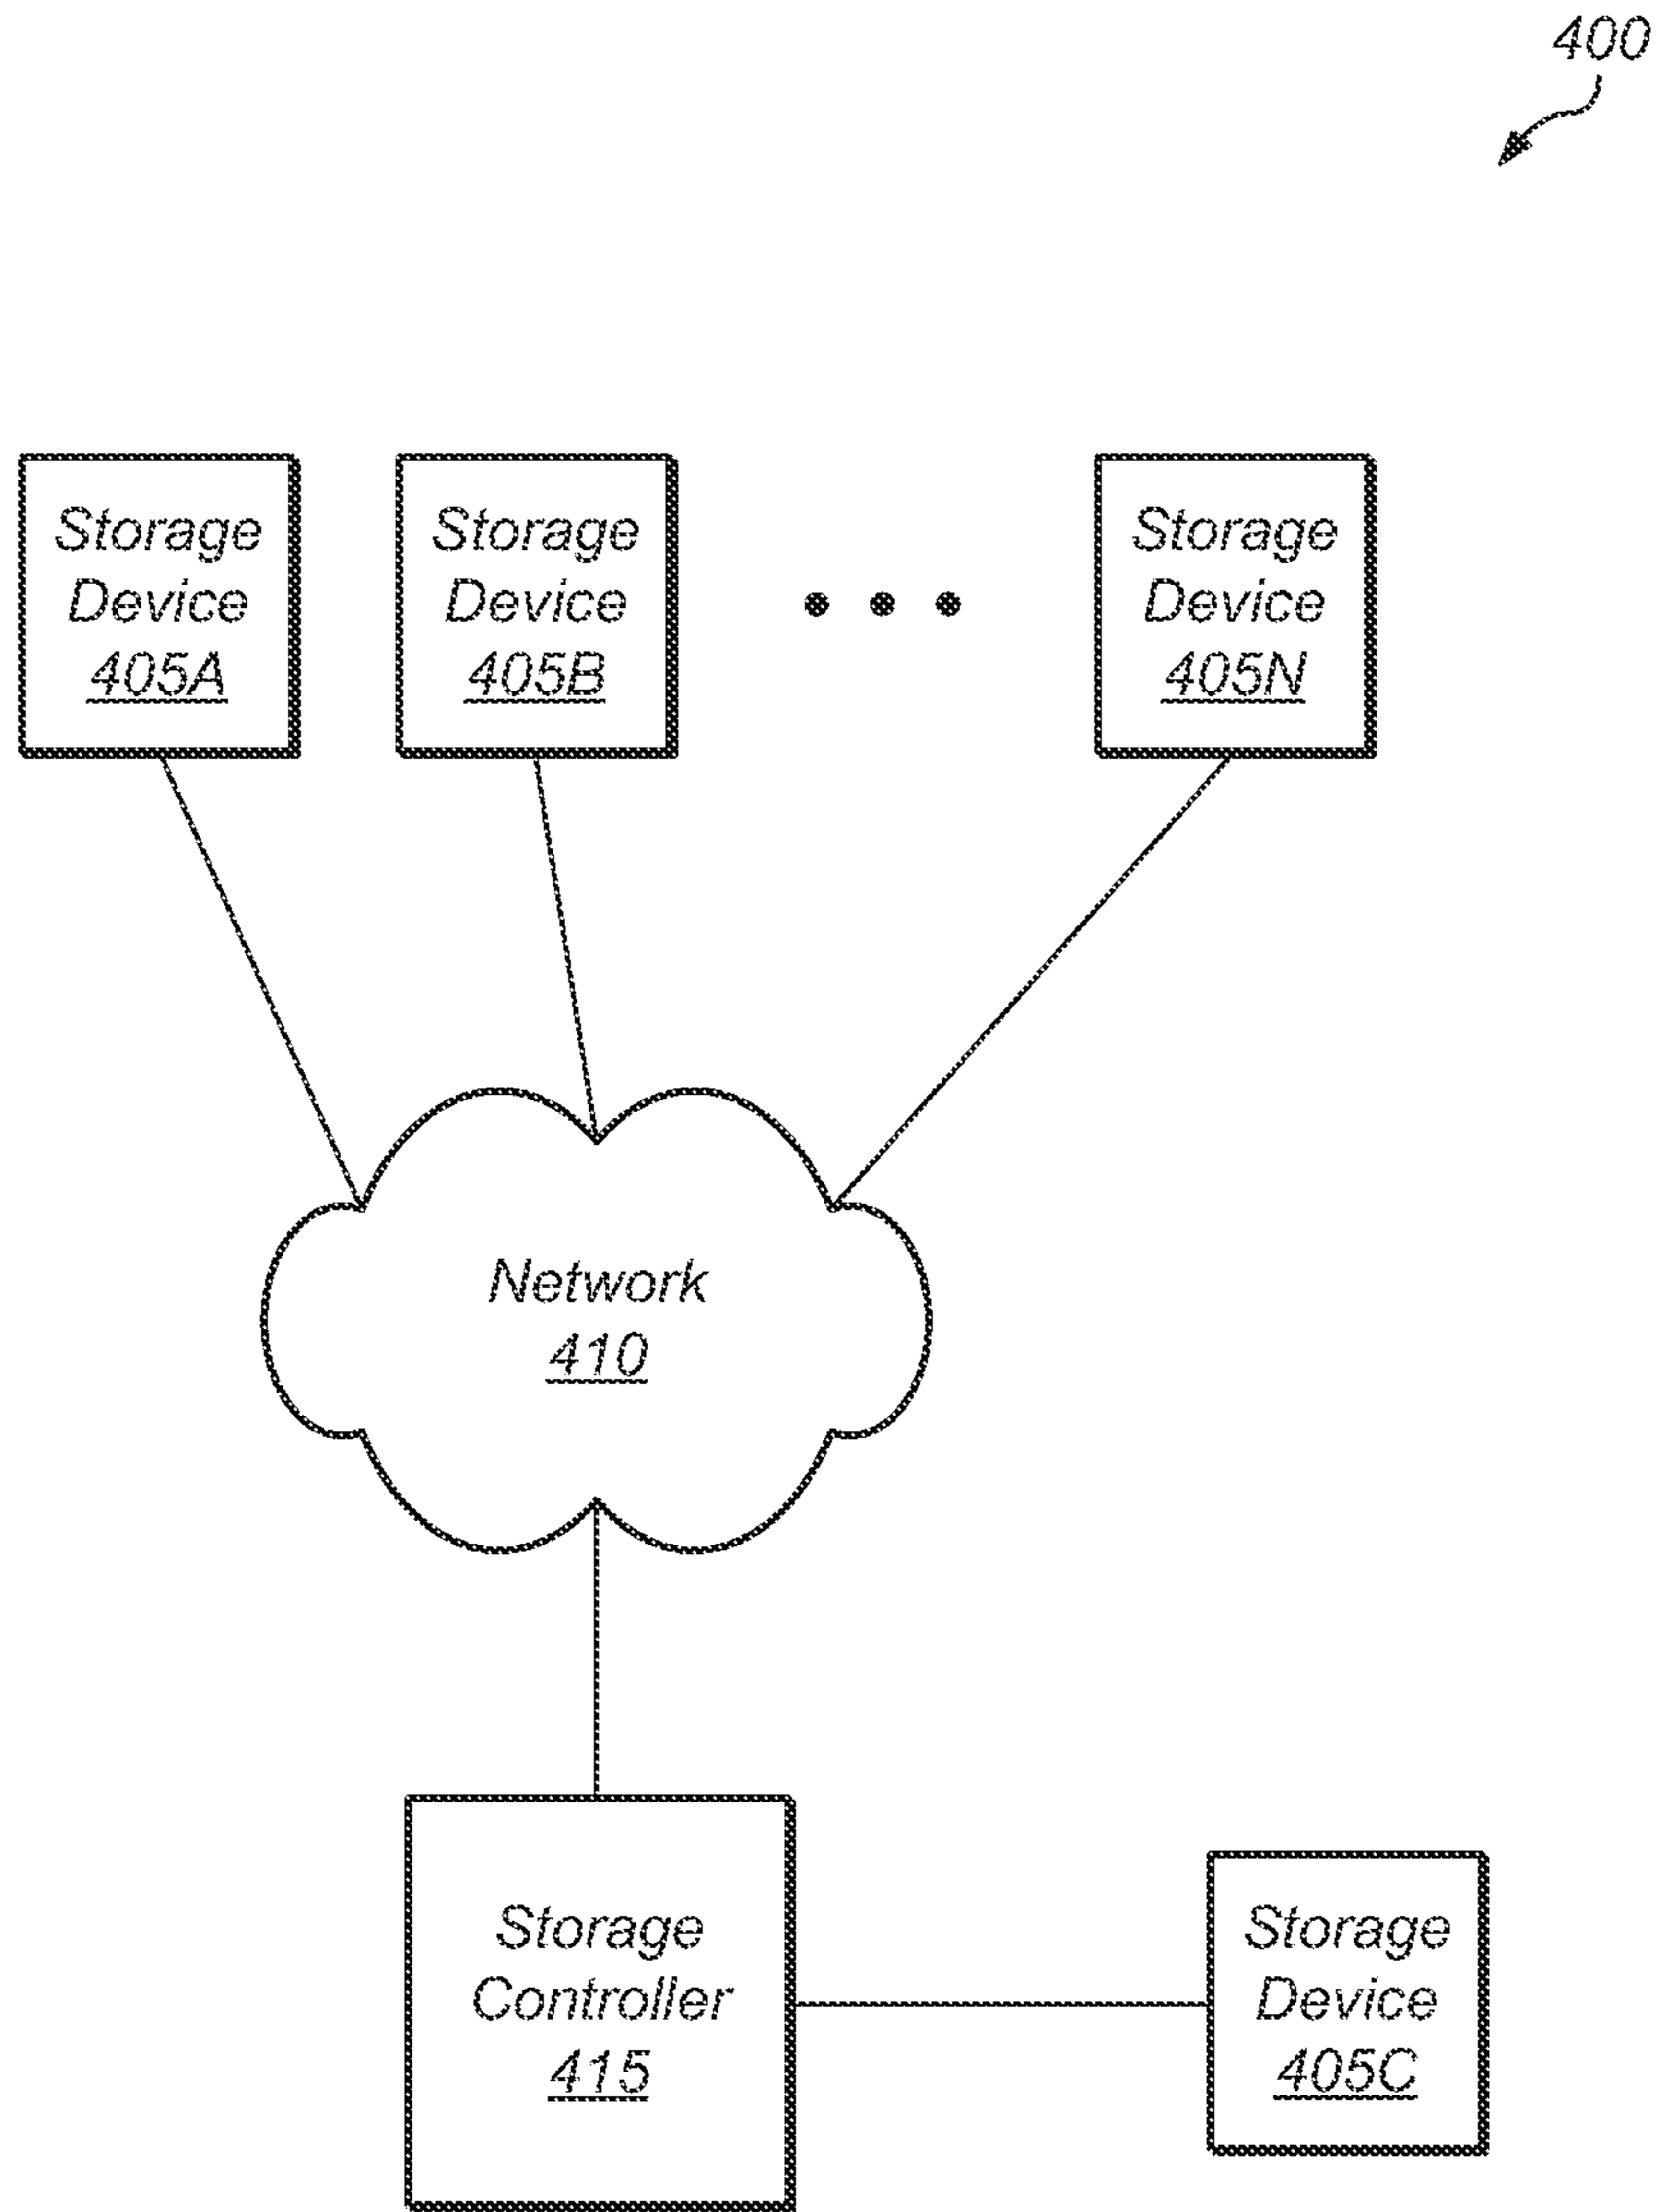 400
Storage
Device
405A
Storage
Device
405B
Storage
Device
405N
Network
410
Storage
Controller
415
Storage
Device
405C